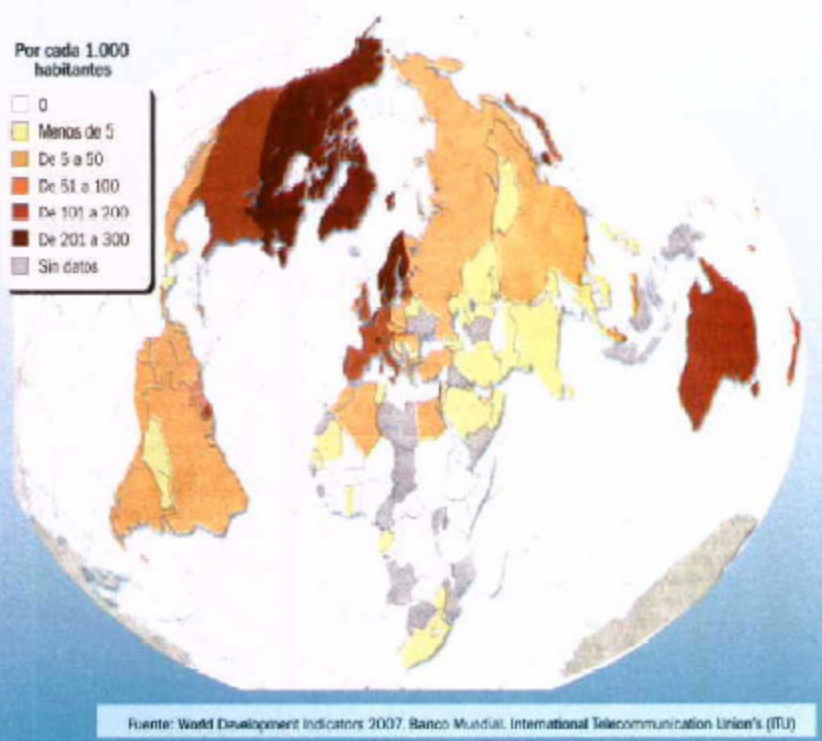 Por cada 1.000
habitantes
0
Menos de 5
De 5 a 50
De 51 a 100
De 101 a 200
De 201 a 300
Sin datos
Fuente: World Development Indicators 2007. Banco Mundial. International Telecommunication Union's (ITU)